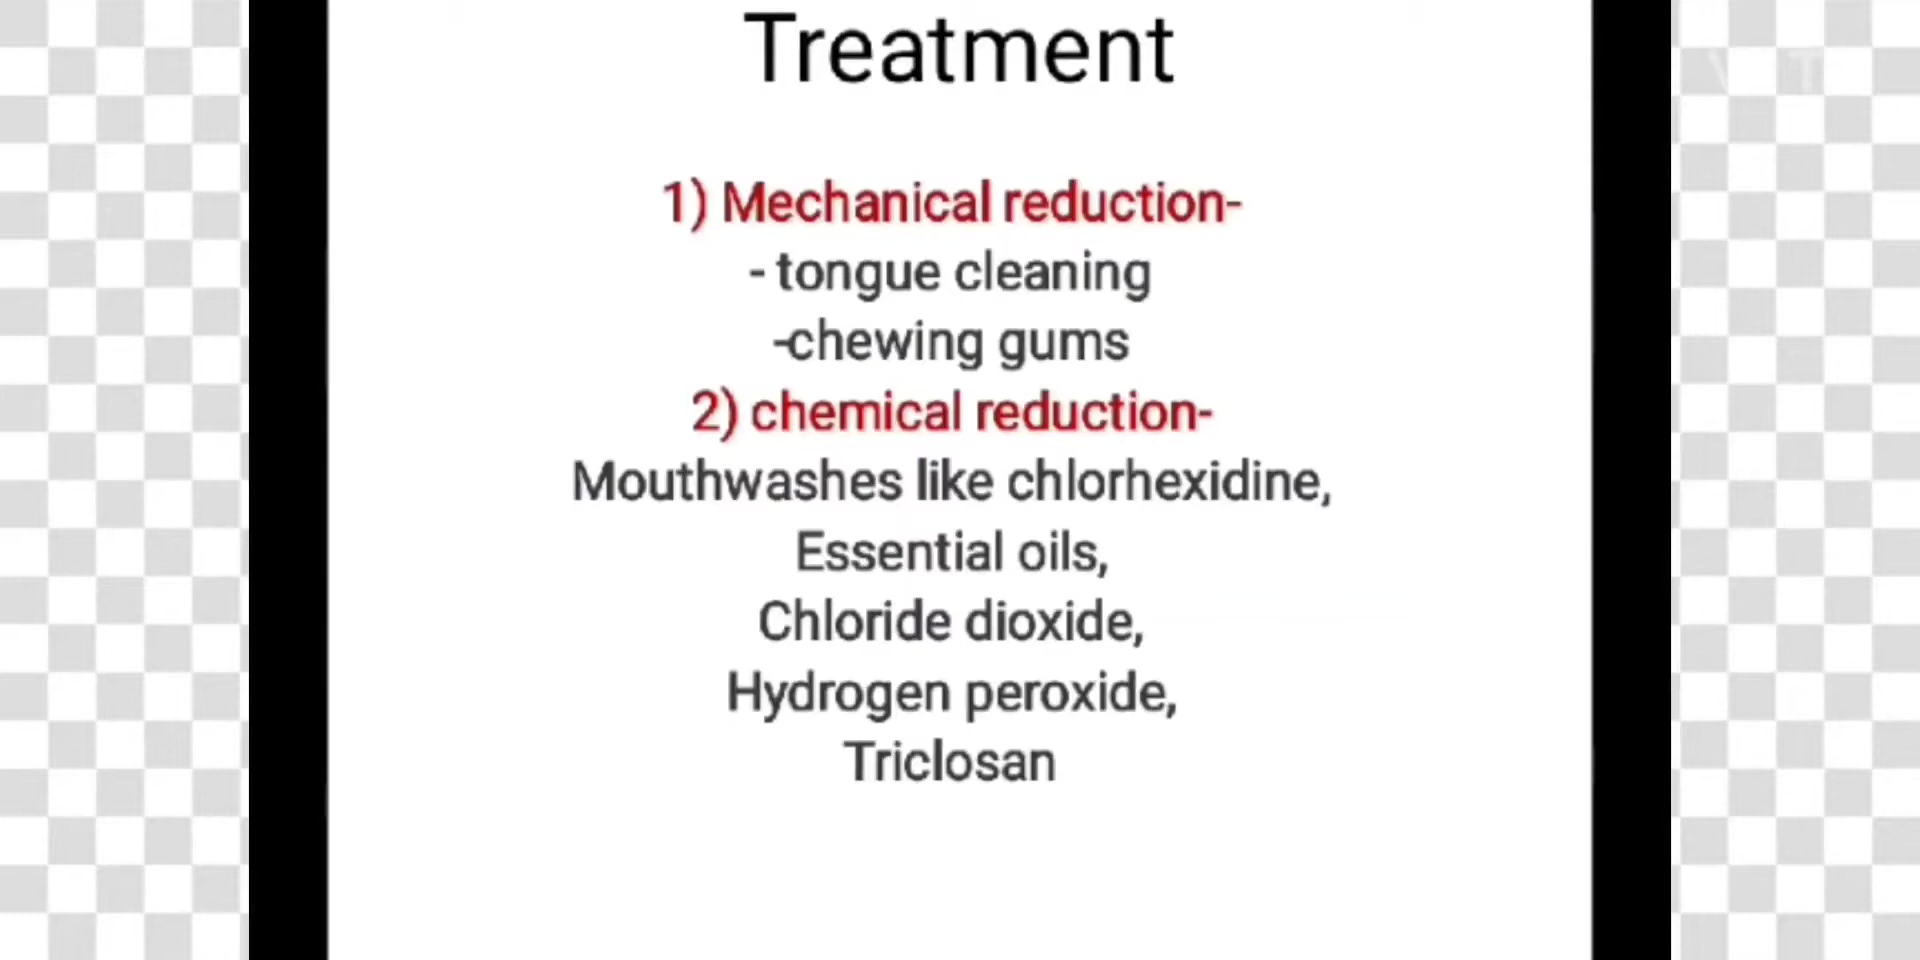 Treatment
1) Mechanical reduction-
- tongue cleaning
-chewing gums
2) chemical reduction-
Mouthwashes like chlorhexidine,
Essential oils,
Chloride dioxide,
Hydrogen peroxide,
Triclosan